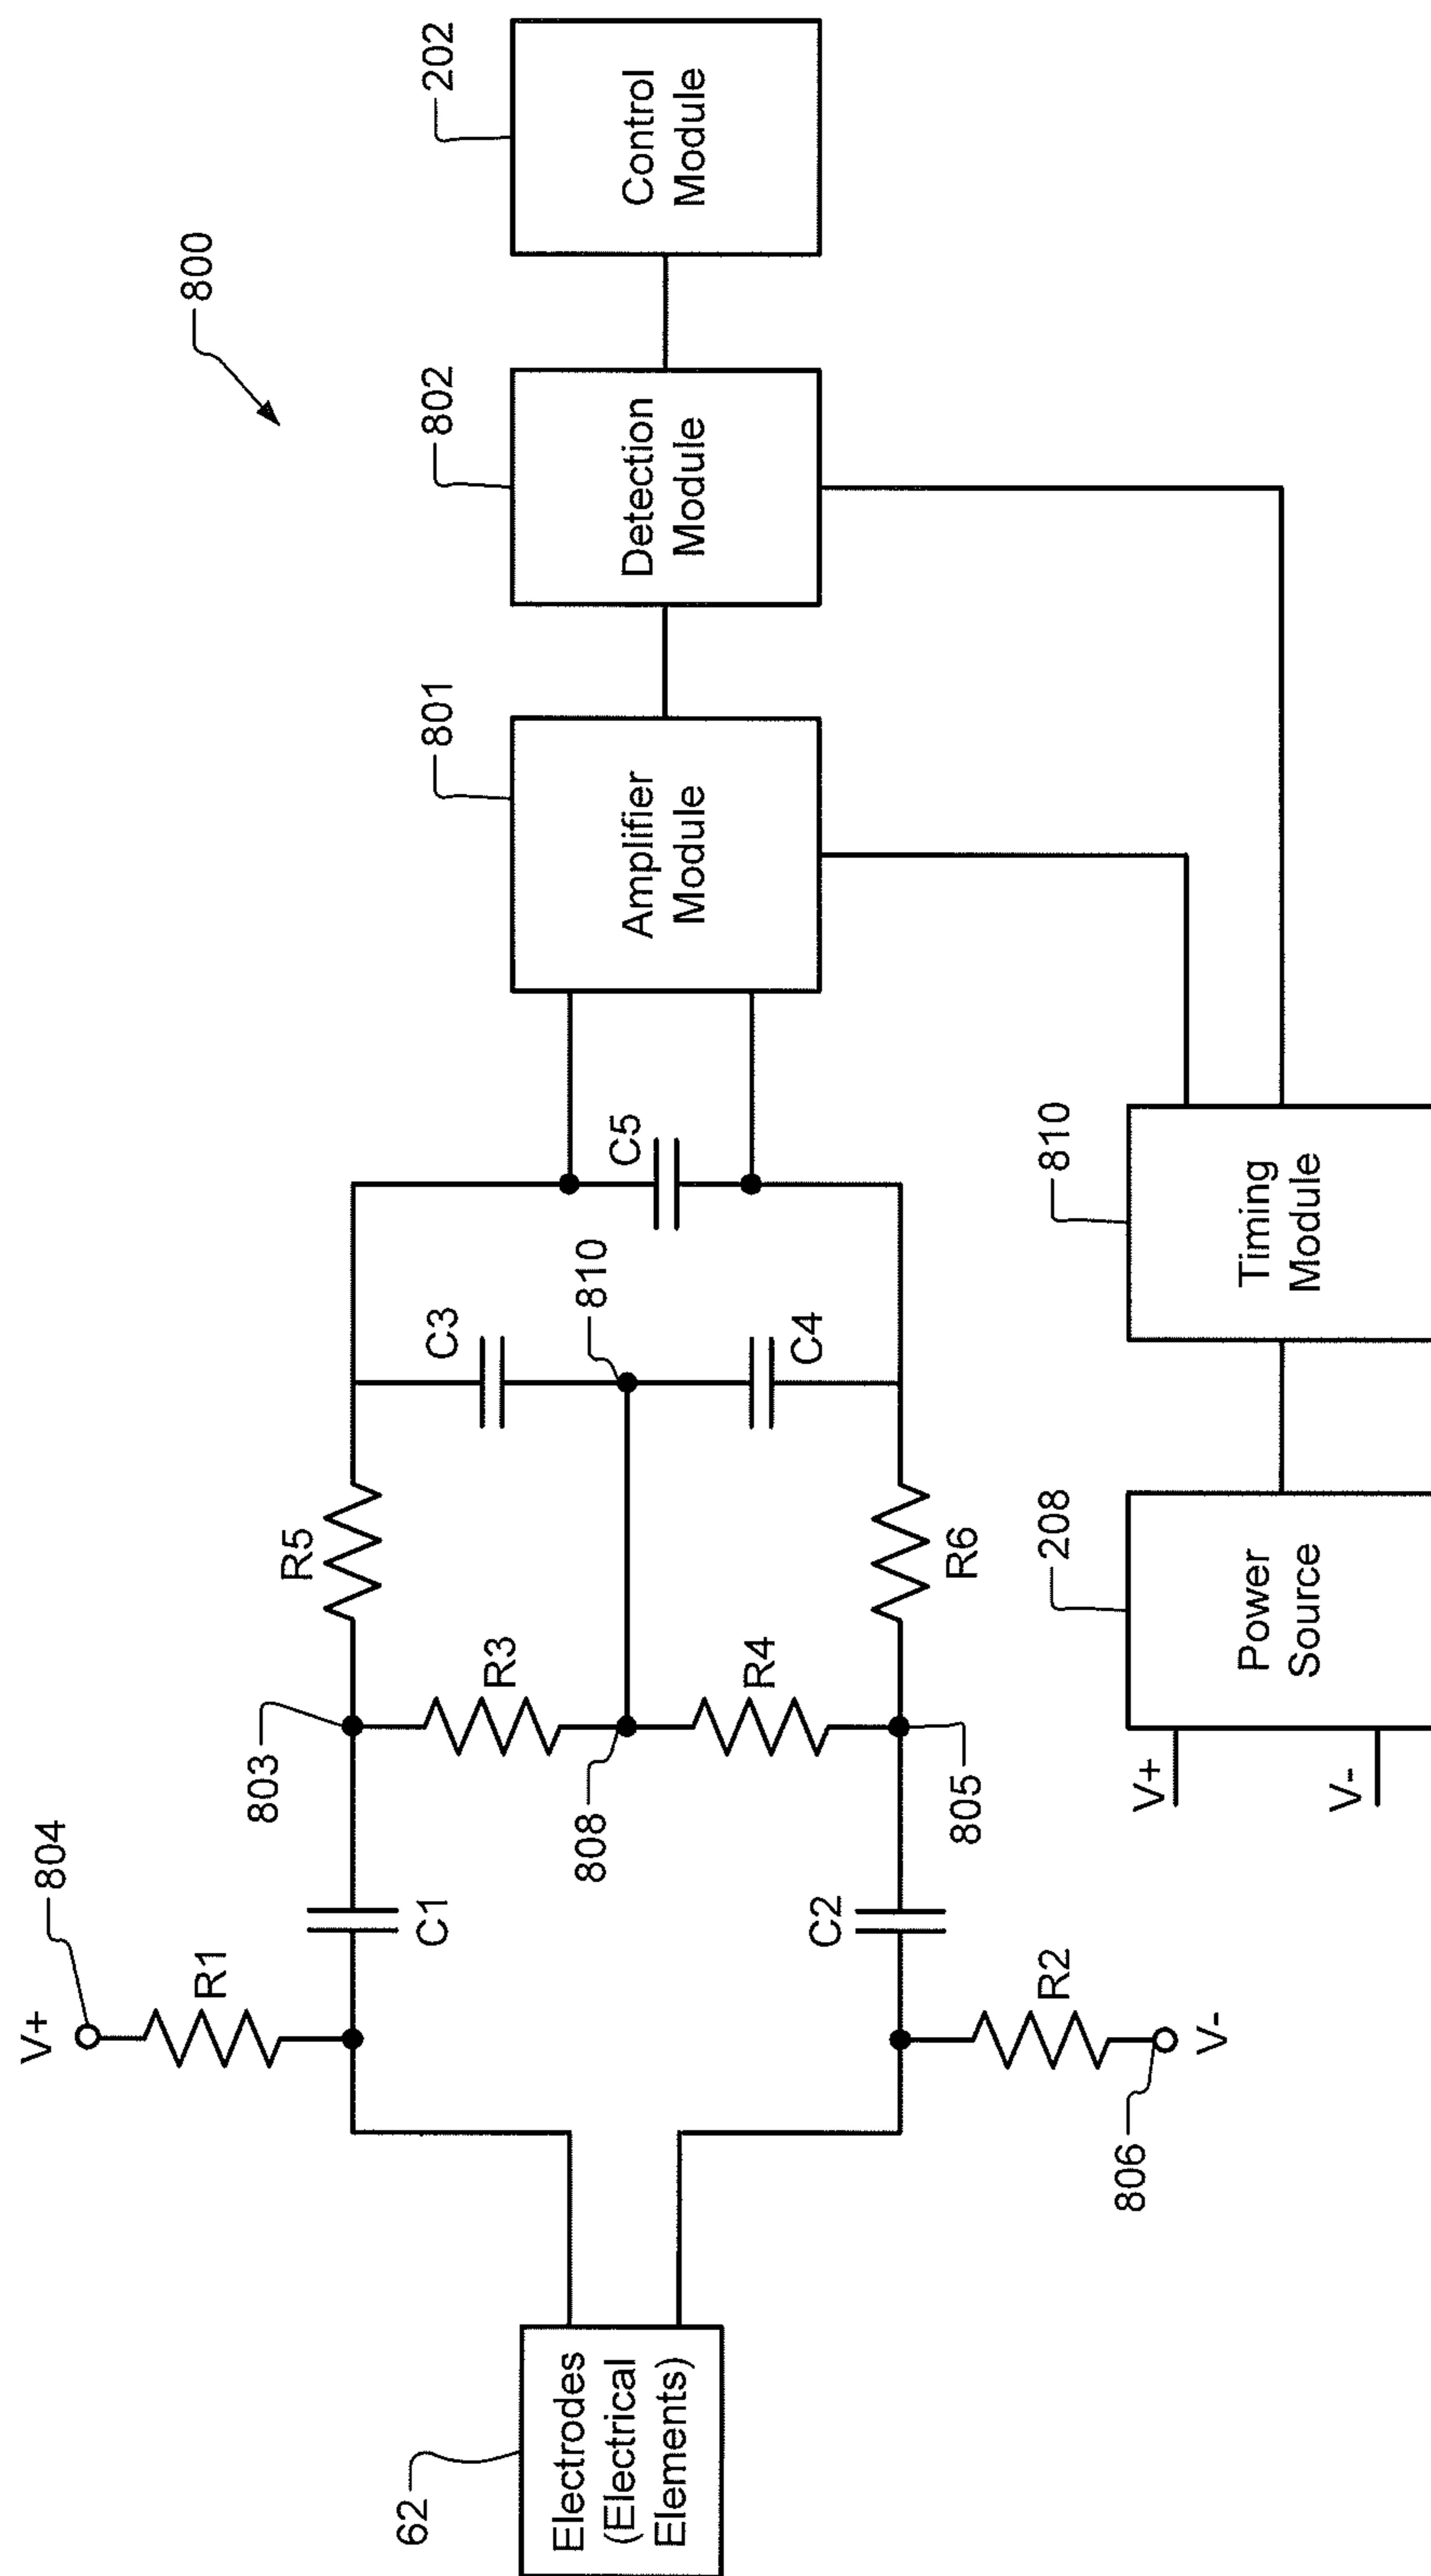 800
V+
804
R1
803
C1
R5
R3
808
810
C3
C5
R4
C4
C2
805
R6
R2
806
V-
62
Electrodes
(Electrical
Elements)
801
Amplifier
Module
802
Detection
Module
202
Control
Module
V+
V-
208
Power
Source
810
Timing
Module